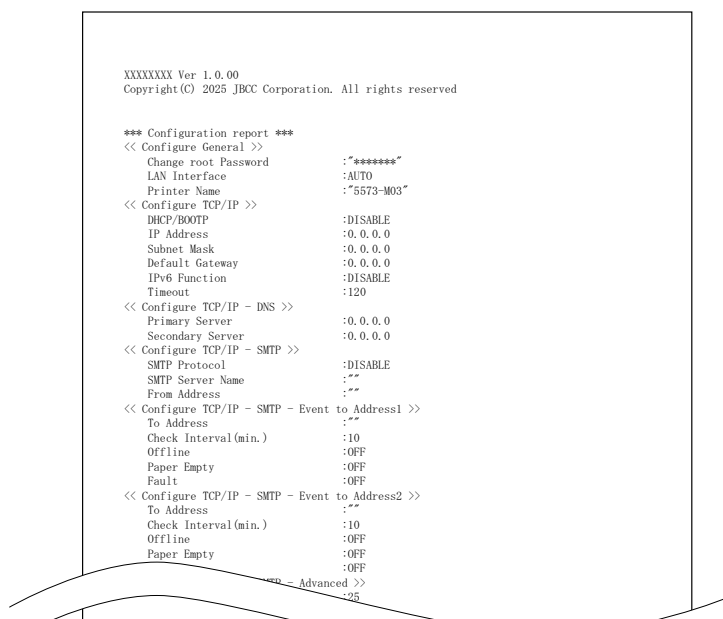 XXXXXXXX Ver 1.0.00
Copyright(C) 2025 JBCC Corporation. All rights reserved
*** Configuration report ***
<< Configure General >>
Change root Password :"*******"
LAN Interface :AUTO
Printer Name :"5573-M03"
<< Configure TCP/IP >>
DHCP/BOOTP :DISABLE
IP Address :0.0.0.0
Subnet Mask :0.0.0.0
Default Gateway :0.0.0.0
IPv6 Function :DISABLE
Timeout :120
<< Configure TCP/IP - DNS >>
Primary Server :0.0.0.0
Secondary Server :0.0.0.0
<< Configure TCP/IP - SMTP >>
SMTP Protocol :DISABLE
SMTP Server Name :""
From Address :""
<< Configure TCP/IP - SMTP - Event to Address1 >>
To Address :""
Check Interval(min.) :10
Offline :OFF
Paper Empty :OFF
Fault :OFF
<< Configure TCP/IP - SMTP - Event to Address2 >>
To Address :""
Check Interval(min.) :10
Offline :OFF
Paper Empty :OFF
:OFF
- Advanced >>
:25